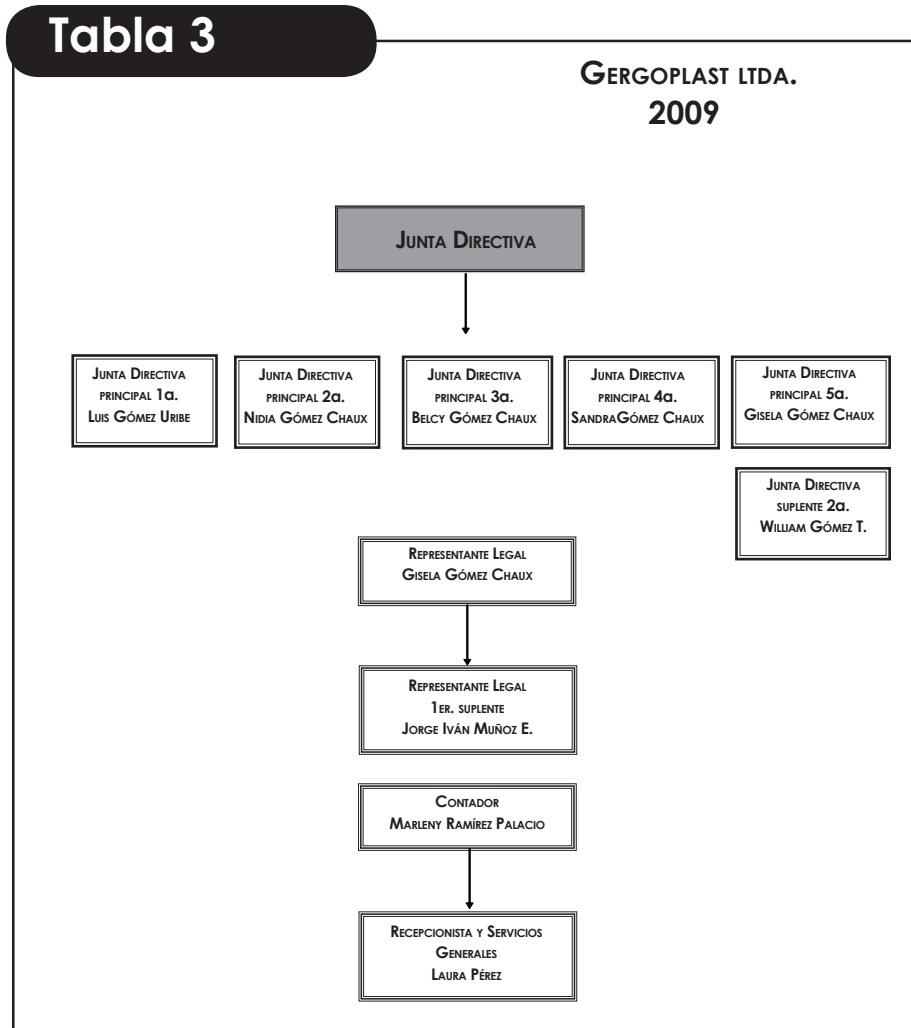 Tabla 3
Gergoplast ltda.
2009
Junta Directiva
Junta Directiva
principal 1a.
Luis Gómez Uribe
Junta Directiva
principal 2a.
Nidia Gómez Chaux
Junta Directiva
principal 3a.
Belcy Gómez Chaux
Junta Directiva
principal 4a.
SandraGómez Chaux
Junta Directiva
principal 5a.
Gisela Gómez Chaux
Junta Directiva
suplente 2a.
William Gómez T.
Representante Legal
Gisela Gómez Chaux
Representante Legal
1er. suplente
Jorge Iván Muñoz E.
Contador
Marleny Ramírez Palacio
Recepcionista y Servicios
Generales
Laura Pérez